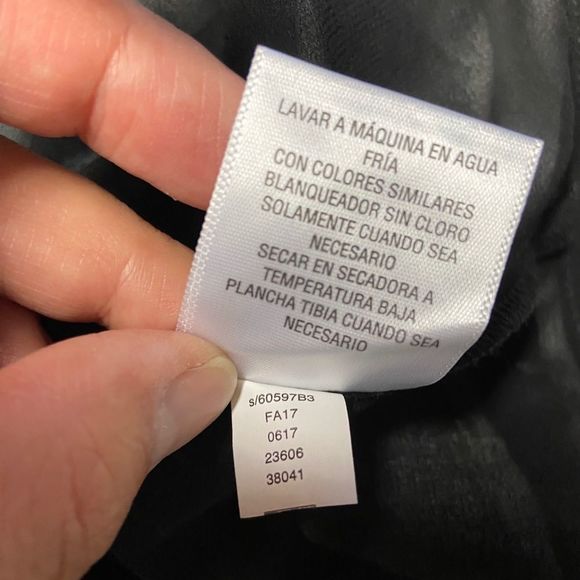 LAVAR A MÁQUINA EN AGUA
FRÍA
CON COLORES SIMILARES
BLANQUEADOR SIN CLORO
SOLAMENTE CUANDO SEA
NECESARIO
SECAR EN SECADORA A
TEMPERATURA BAJA
PLANCHA TIBIA CUANDO SEA
NECESARIO
s/60597B3
FA17
0617
23606
38041